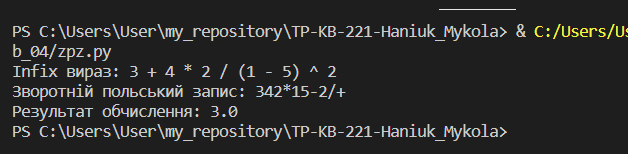 PS C:\Users\User\my_repository\TP-KB-221-Haniuk_Mykola> & C:/Users/Us
b_04/zpz.py
Infix вираз: 3 + 4 * 2 / (1 - 5) ^ 2
Зворотній польський запис: 342*15-2/+
Результат обчислення: 3.0
PS C:\Users\User\my_repository\TP-KB-221-Haniuk_Mykola>